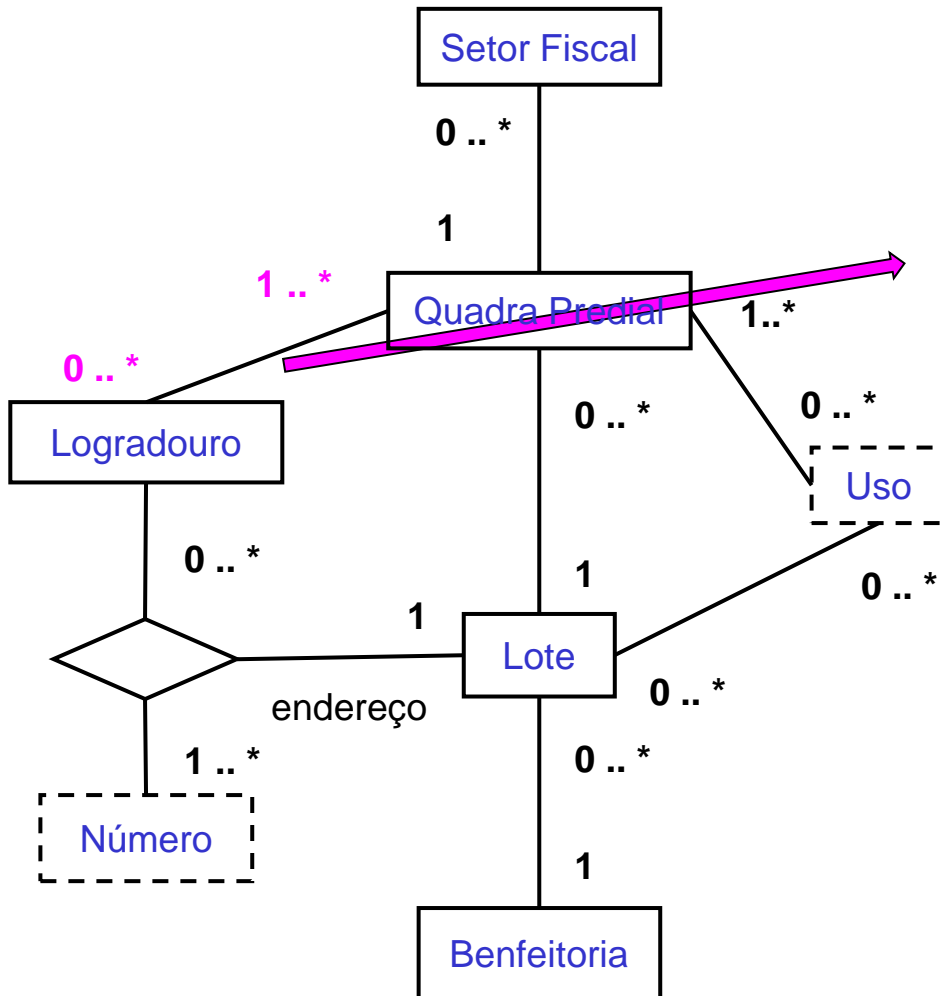 Setor Fiscal
0 .. *
1
1 .. *
Quadra Predial
1..*
0 .. *
0 .. *
0 .. *
Logradouro
Uso
0 .. *
1
0 .. *
1
Lote
0 .. *
endereço
1 .. *
0 .. *
Número
1
Benfeitoria